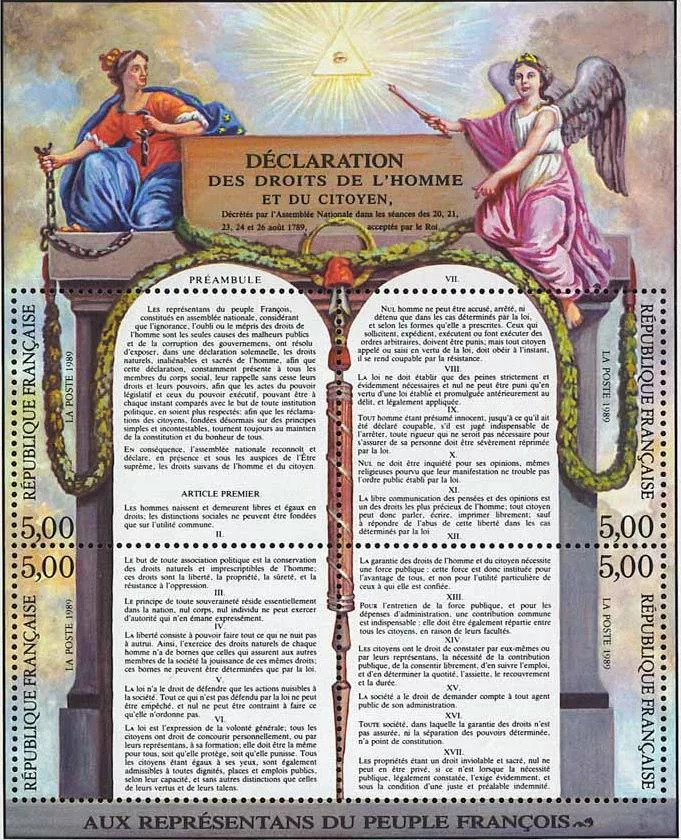 DÉCLARATION
DES DROITS DE L'HOMME
ET DU CITOYEN,
Décrétés par l'Assemblée Nationale dans les séances des 20, 21,
23, 24 et 26 août 1789, acceptés par le Roi
PRÉAMBULE
LES représentans du peuple François,
constitués en assemblée nationale, considérant
que l'ignorance, l'oubli ou le mépris des droits de
l'homme sont les seules causes des malheurs publics
et de la corruption des gouvernemens, ont résolu
d'exposer, dans une déclaration solemnelle, les droits
naturels, inaliénables et sacrés de l'homme, afin que
cette déclaration, constamment présente à tous les
membres du corps social, leur rappelle sans cesse leurs
droits et leurs pouvoirs, afin que les actes du pouvoir
législatif et ceux du pouvoir exécutif, pouvant être à
chaque instant comparés avec le but de toute institution
politique, en soient plus respectés; afin que les réclama-
tions des citoyens, fondées désormais sur des principes
simples et incontestables, tournent toujours au maintien
de la constitution et du bonheur de tous.
EN conséquence, l'assemblée nationale reconnoît et
déclare, en présence et sous les auspices de l'Être
suprême, les droits suivans de l'homme et du citoyen.
ARTICLE PREMIER
Les hommes naissent et demeurent libres et égaux en
droits; les distinctions sociales ne peuvent être fondées
que sur l'utilité commune.
II.
LE but de toute association politique est la conservation
des droits naturels et imprescriptibles de l'homme;
ces droits sont la liberté, la propriété, la sûreté, et la
résistance à l'oppression.
III.
LE principe de toute souveraineté réside essentiellement
dans la nation, nul corps, nul individu ne peut exercer
d'autorité qui n'en émane expressément.
IV.
LA liberté consiste à pouvoir faire tout ce qui ne nuit pas
à autrui. Ainsi, l'exercice des droits naturels de chaque
homme n'a de bornes que celles qui assurent aux autres
membres de la société la jouissance de ces mêmes droits;
ces bornes ne peuvent être déterminées que par la loi.
V.
LA loi n'a le droit de défendre que les actions nuisibles à
la société. Tout ce qui n'est pas défendu par la loi ne peut
être empêché, et nul ne peut être contraint à faire ce
qu'elle n'ordonne pas.
VI.
LA loi est l'expression de la volonté générale; tous les
citoyens ont droit de concourir personnellement, ou par
leurs représentans, à sa formation; elle doit être la même
pour tous, soit qu'elle protège, soit qu'elle punisse. Tous
les citoyens étant égaux à ses yeux, sont également
admissibles à toutes dignités, places et emplois publics,
selon leur capacité, et sans autres distinctions que celles
de leurs vertus et de leurs talens.
VII.
NUL homme ne peut être accusé, arrêté, ni
détenu que dans les cas déterminés par la loi,
et selon les formes qu'elle a prescrites. Ceux qui
sollicitent, expédient, exécutent ou font exécuter des
ordres arbitraires, doivent être punis; mais tout citoyen
appelé ou saisi en vertu de la loi, doit obéir à l'instant,
il se rend coupable par la résistance.
VIII.
LA loi ne doit établir que des peines strictement et
évidemment nécessaires et nul ne peut être puni qu'en
vertu d'une loi établie et promulguée antérieurement au
délit, et légalement appliquée.
IX.
TOUT homme étant présumé innocent, jusqu'à ce qu'il ait
été déclaré coupable, s'il est jugé indispensable de
l'arrêter, toute rigueur qui ne seroit pas nécessaire pour
s'assurer de sa personne doit être sévèrement réprimée
par la loi.
X.
NUL ne doit être inquiété pour ses opinions, mêmes
religieuses pourvu que leur manifestation ne trouble pas
l'ordre public établi par la loi.
XI.
LA libre communication des pensées et des opinions est
un des droits les plus précieux de l'homme; tout citoyen
peut donc parler, écrire, imprimer librement; sauf
à répondre de l'abus de cette liberté dans les cas
déterminés par la loi.
XII.
LA garantie des droits de l'homme et du citoyen nécessite
une force publique : cette force est donc instituée pour
l'avantage de tous, et non pour l'utilité particulière de
ceux à qui elle est confiée.
XIII.
POUR l'entretien de la force publique, et pour les
dépenses d'administration, une contribution commune
est indispensable : elle doit être également répartie entre
tous les citoyens, en raison de leurs facultés.
XIV
LES citoyens ont le droit de constater par eux-mêmes ou
par leurs représentans, la nécessité de la contribution
publique, de la consentir librement, d'en suivre l'emploi,
et d'en déterminer la quotité, l'assiette, le recouvrement
et la durée.
XV.
LA société a le droit de demander compte à tout agent
public de son administration.
XVI.
TOUTE société, dans laquelle la garantie des droits n'est
pas assurée, ni la séparation des pouvoirs déterminée,
n'a point de constitution.
XVII.
LES propriétés étant un droit inviolable et sacré, nul ne
peut en être privé, si ce n'est lorsque la nécessité
publique, légalement constatée, l'exige évidemment, et
sous la condition d'une juste et préalable indemnité.
RÉPUBLIQUE FRANÇAISE
LA POSTE 1989
5,00
RÉPUBLIQUE FRANÇAISE
LA POSTE 1989
5,00
RÉPUBLIQUE FRANÇAISE
LA POSTE 1989
5,00
RÉPUBLIQUE FRANÇAISE
LA POSTE 1989
5,00
AUX REPRÉSENTANS DU PEUPLE FRANÇOIS